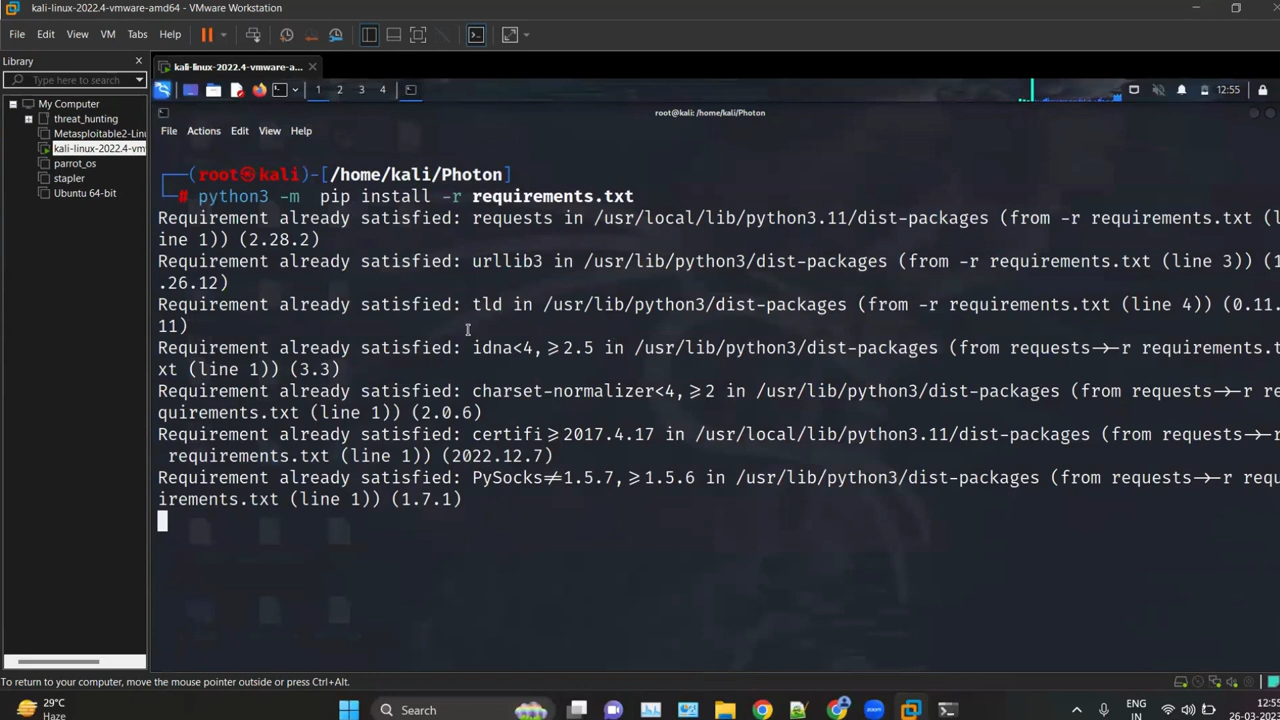 kali-linux-2022.4-vmware-amd64 - VMware Workstation
File Edit View VM Tabs Help
Library
Type here to search
My Computer
threat_hunting
Metasploitable2-Linu
kali-linux-2022.4-vm
parrot_os
stapler
Ubuntu 64-bit
kali-linux-2022.4-vmware-a...
1 2 3 4
12:55
root@kali: /home/kali/Photon
File Actions Edit View Help
(root㉿kali)-[/home/kali/Photon]
# python3 -m  pip install -r requirements.txt
Requirement already satisfied: requests in /usr/local/lib/python3.11/dist-packages (from -r requirements.txt (l
ine 1)) (2.28.2)
Requirement already satisfied: urllib3 in /usr/lib/python3/dist-packages (from -r requirements.txt (line 3)) (1
.26.12)
Requirement already satisfied: tld in /usr/lib/python3/dist-packages (from -r requirements.txt (line 4)) (0.11.
11)
Requirement already satisfied: idna<4,≥2.5 in /usr/lib/python3/dist-packages (from requests→-r requirements.t
xt (line 1)) (3.3)
Requirement already satisfied: charset-normalizer<4,≥2 in /usr/lib/python3/dist-packages (from requests→-r re
quirements.txt (line 1)) (2.0.6)
Requirement already satisfied: certifi≥2017.4.17 in /usr/local/lib/python3.11/dist-packages (from requests→-r
requirements.txt (line 1)) (2022.12.7)
Requirement already satisfied: PySocks≠1.5.7,≥1.5.6 in /usr/lib/python3/dist-packages (from requests→-r requ
irements.txt (line 1)) (1.7.1)
To return to your computer, move the mouse pointer outside or press Ctrl+Alt.
29°C
Haze
Search
ENG
IN
26-03-202